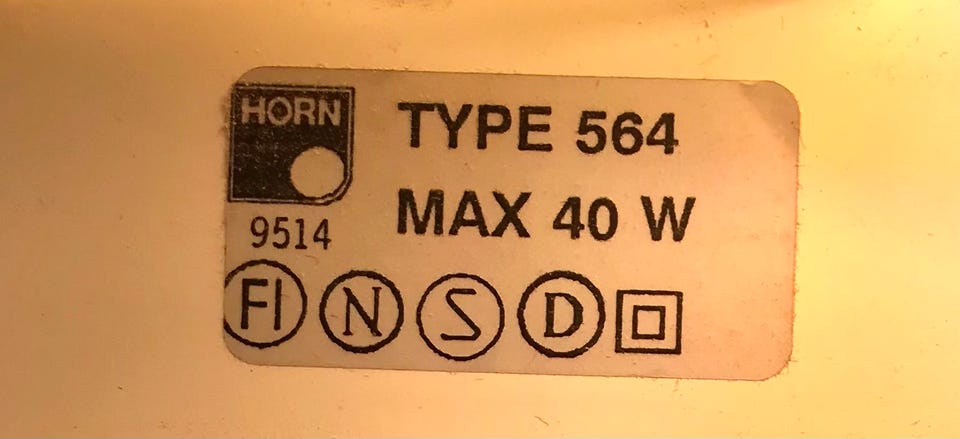 HORN
TYPE 564
MAX 40 W
9514
FI N S D